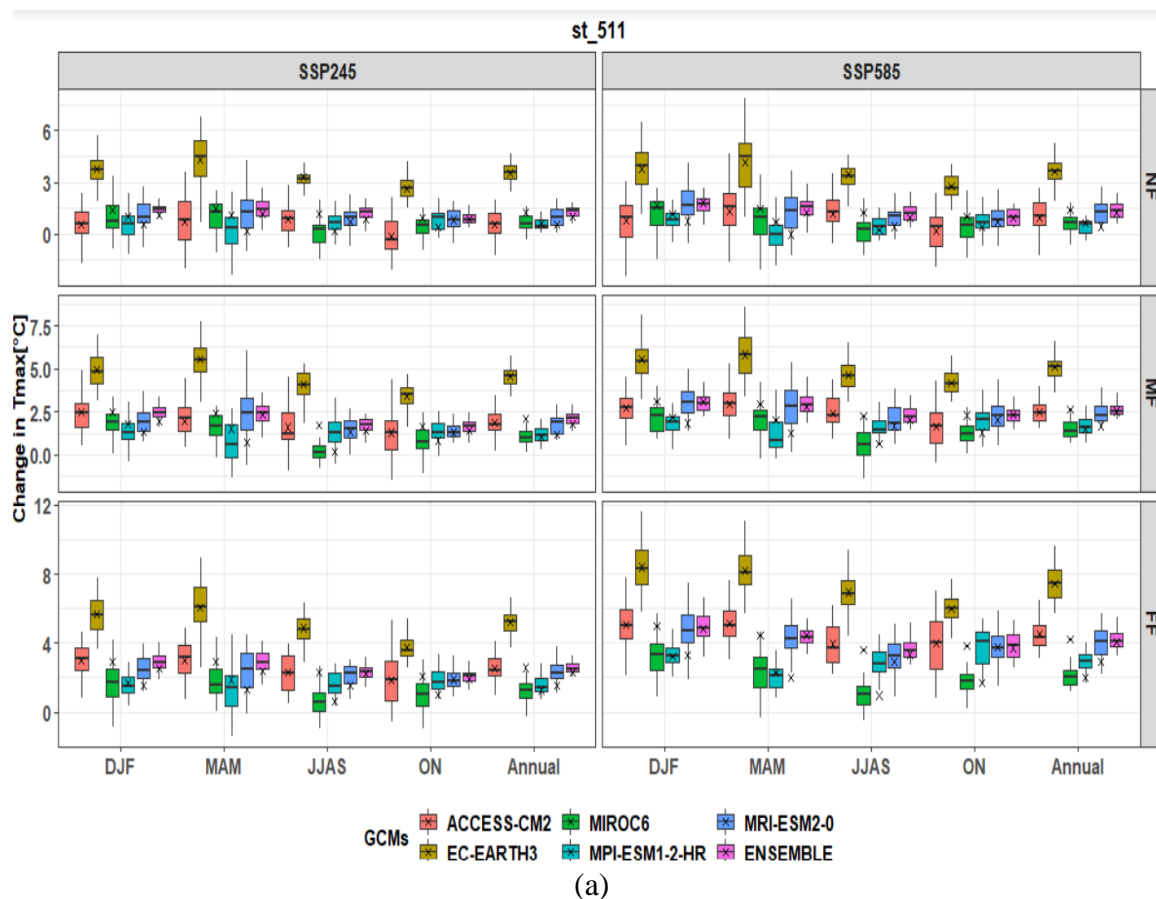 st_511
SSP245 SSP585
6
3
0
NF
7.5
5.0
2.5
0.0
MF
12
8
4
0
FF
Change in Tmax[°C]
DJF MAM JJAS ON Annual DJF MAM JJAS ON Annual
GCMs
ACCESS-CM2 MIROC6 MRI-ESM2-0
EC-EARTH3 MPI-ESM1-2-HR ENSEMBLE
(a)